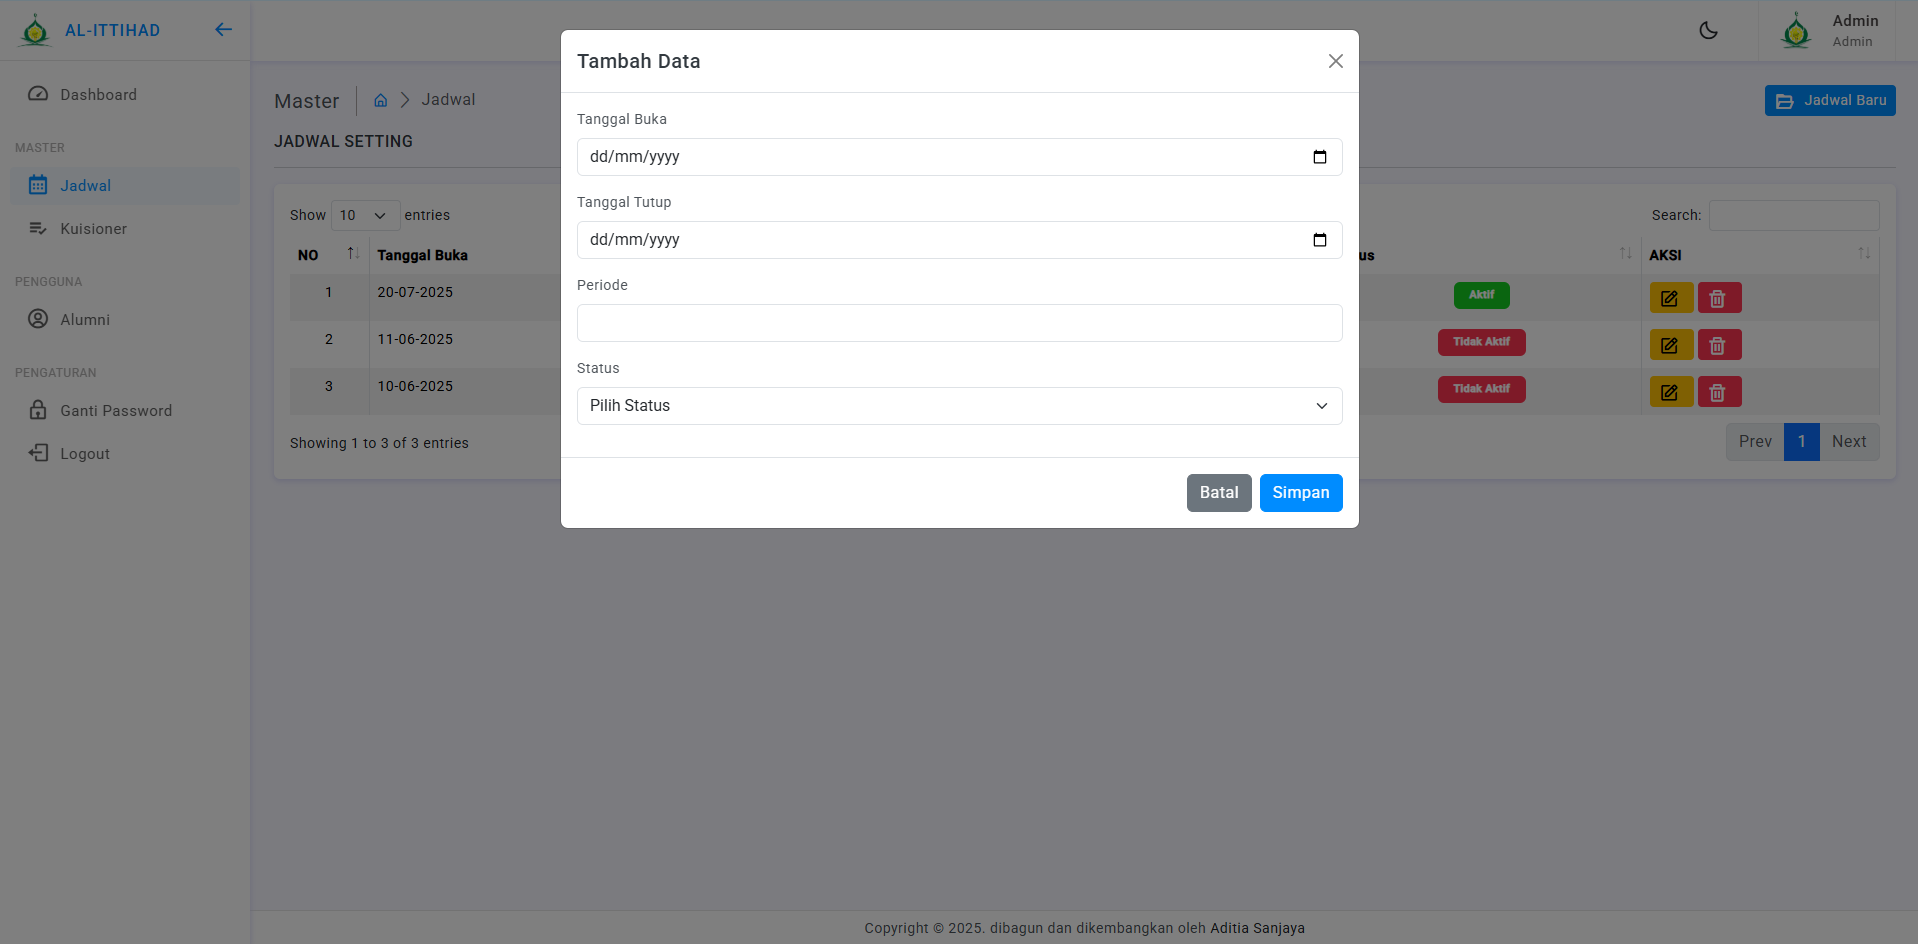 AL-ITTIHAD
Admin
Admin
Dashboard
MASTER
Jadwal
Kuisioner
PENGGUNA
Alumni
PENGATURAN
Ganti Password
Logout
Master
Jadwal
Jadwal Baru
JADWAL SETTING
Show 10 entries
Search:
NO
Tanggal Buka
us
AKSI
1
20-07-2025
Aktif
2
11-06-2025
Tidak Aktif
3
10-06-2025
Tidak Aktif
Showing 1 to 3 of 3 entries
Prev 1 Next
Tambah Data
Tanggal Buka
dd/mm/yyyy
Tanggal Tutup
dd/mm/yyyy
Periode
Status
Pilih Status
Batal
Simpan
Copyright © 2025. dibagun dan dikembangkan oleh Aditia Sanjaya